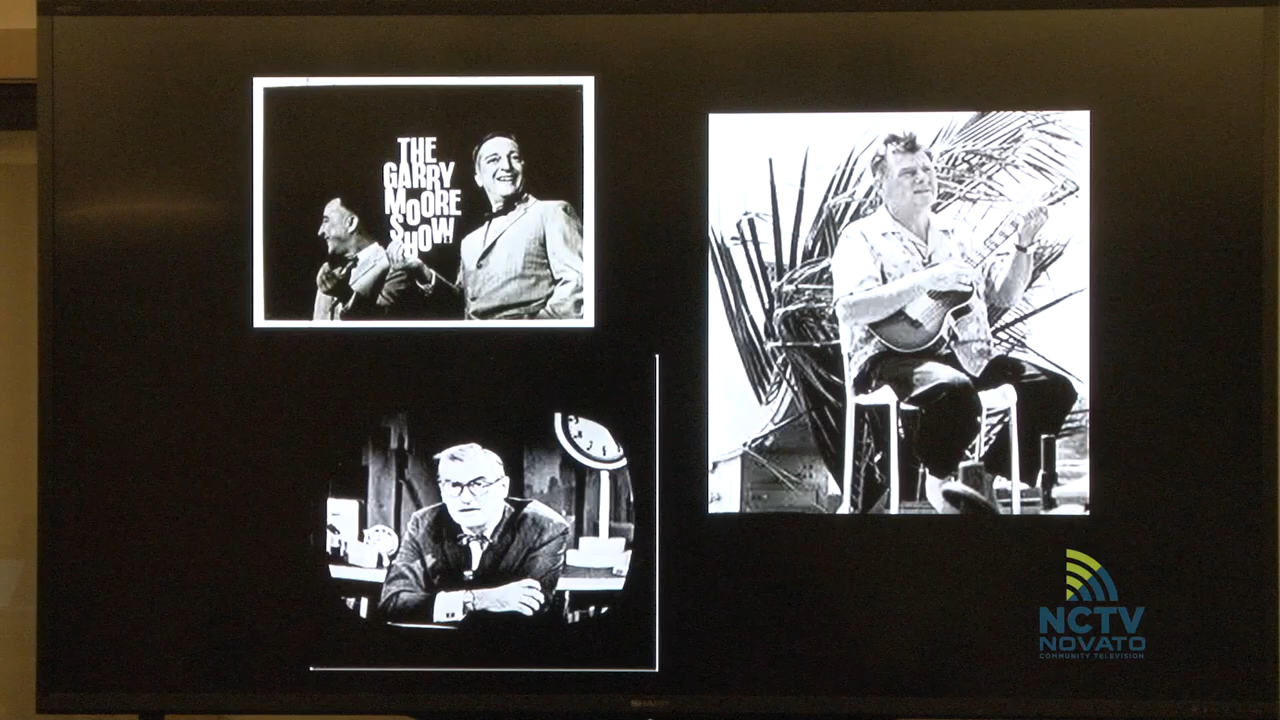 THE
GARRY
MOORE
SHOW
NCTV
NOVATO
COMMUNITY TELEVISION